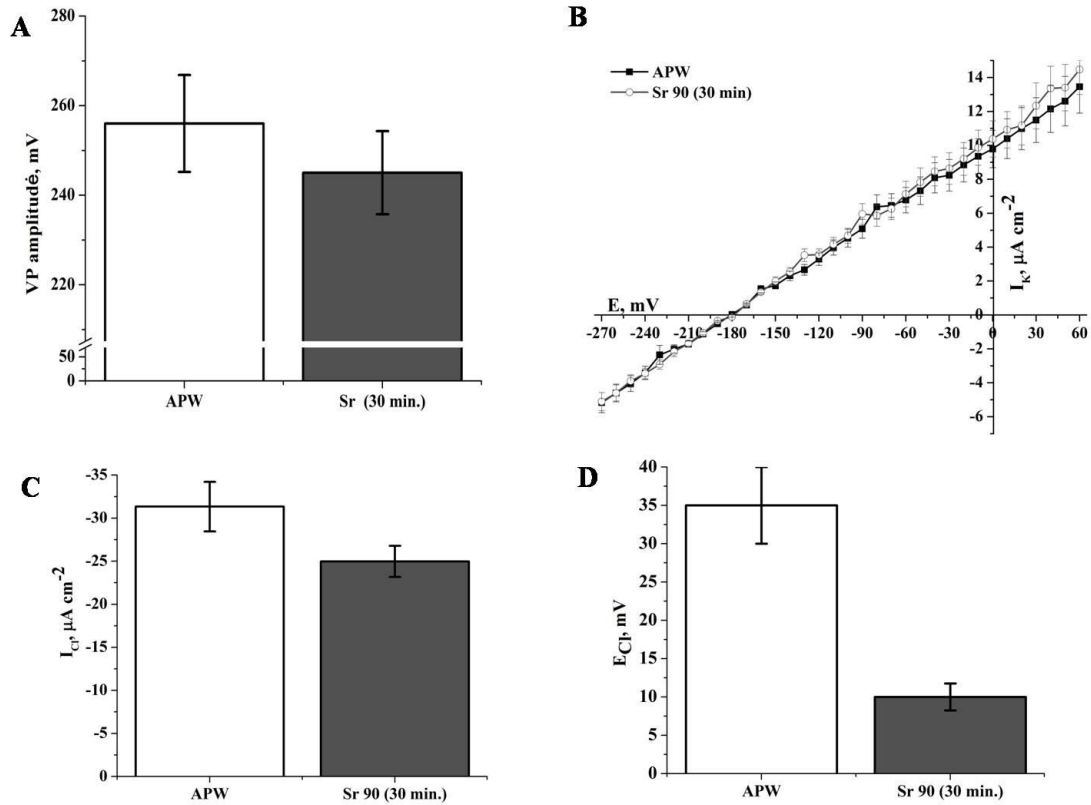 A
280
260
240
220
50
0
VP amplitudė, mV
APW
Sr (30 min.)
B
APW
Sr 90 (30 min)
14
12
10
8
6
4
2
0
-2
-4
-6
I_K, µA cm⁻²
E, mV
-270 -240 -210 -180 -150 -120 -90 -60 -30 0 30 60
C
-35
-30
-25
-20
-15
-10
-5
0
I_Cl, µA cm⁻²
APW
Sr 90 (30 min.)
D
40
35
30
25
20
15
10
5
0
E_Cl, mV
APW
Sr 90 (30 min.)